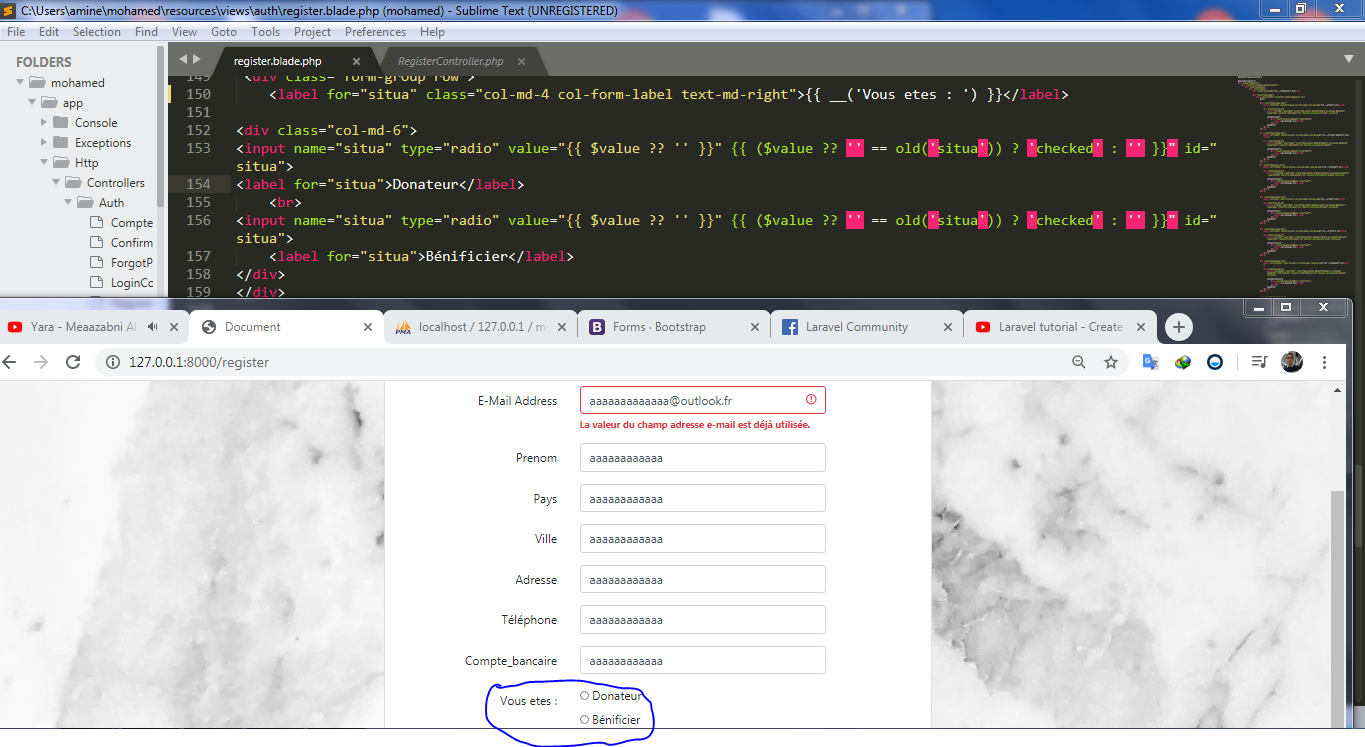 C:\Users\amine\mohamed\resources\views\auth\register.blade.php (mohamed) - Sublime Text (UNREGISTERED)
File Edit Selection Find View Goto Tools Project Preferences Help
FOLDERS
mohamed
app
Console
Exceptions
Http
Controllers
Auth
Compte
Confirm
ForgotP
LoginCo
register.blade.php
RegisterController.php
149 <div class="form-group row">
150 <label for="situa" class="col-md-4 col-form-label text-md-right">{{ __('Vous etes : ') }}</label>
151
152 <div class="col-md-6">
153 <input name="situa" type="radio" value="{{ $value ?? '' }}" {{ ($value ?? '' == old('situa')) ? 'checked' : '' }}" id="
situa">
154 <label for="situa">Donateur</label>
155 <br>
156 <input name="situa" type="radio" value="{{ $value ?? '' }}" {{ ($value ?? '' == old('situa')) ? 'checked' : '' }}" id="
situa">
157 <label for="situa">Bénificier</label>
158 </div>
159 </div>
Yara - Meaazabni Al
Document
localhost / 127.0.0.1 / m
Forms · Bootstrap
Laravel Community
Laravel tutorial - Create
127.0.0.1:8000/register
E-Mail Address aaaaaaaaaaaaa@outlook.fr
La valeur du champ adresse e-mail est déjà utilisée.
Prenom aaaaaaaaaaaa
Pays aaaaaaaaaaaa
Ville aaaaaaaaaaaa
Adresse aaaaaaaaaaaa
Téléphone aaaaaaaaaaaa
Compte_bancaire aaaaaaaaaaaa
Vous etes : Donateur
Bénificier